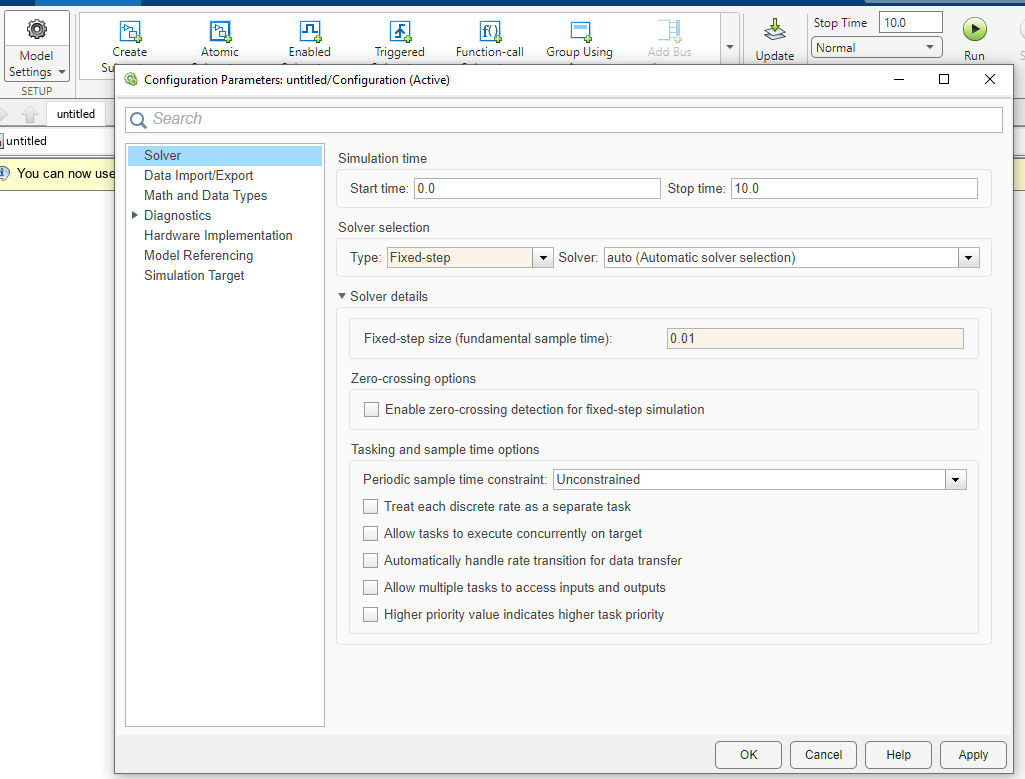 Model
Settings
SETUP
Create
Atomic
Enabled
Triggered
Function-call
Group Using
Add Bus
Update
Stop Time 10.0
Normal
Run
untitled
untitled
You can now use
Configuration Parameters: untitled/Configuration (Active)
Search
Solver
Data Import/Export
Math and Data Types
Diagnostics
Hardware Implementation
Model Referencing
Simulation Target
Simulation time
Start time: 0.0 Stop time: 10.0
Solver selection
Type: Fixed-step Solver: auto (Automatic solver selection)
Solver details
Fixed-step size (fundamental sample time): 0.01
Zero-crossing options
Enable zero-crossing detection for fixed-step simulation
Tasking and sample time options
Periodic sample time constraint: Unconstrained
Treat each discrete rate as a separate task
Allow tasks to execute concurrently on target
Automatically handle rate transition for data transfer
Allow multiple tasks to access inputs and outputs
Higher priority value indicates higher task priority
OK Cancel Help Apply